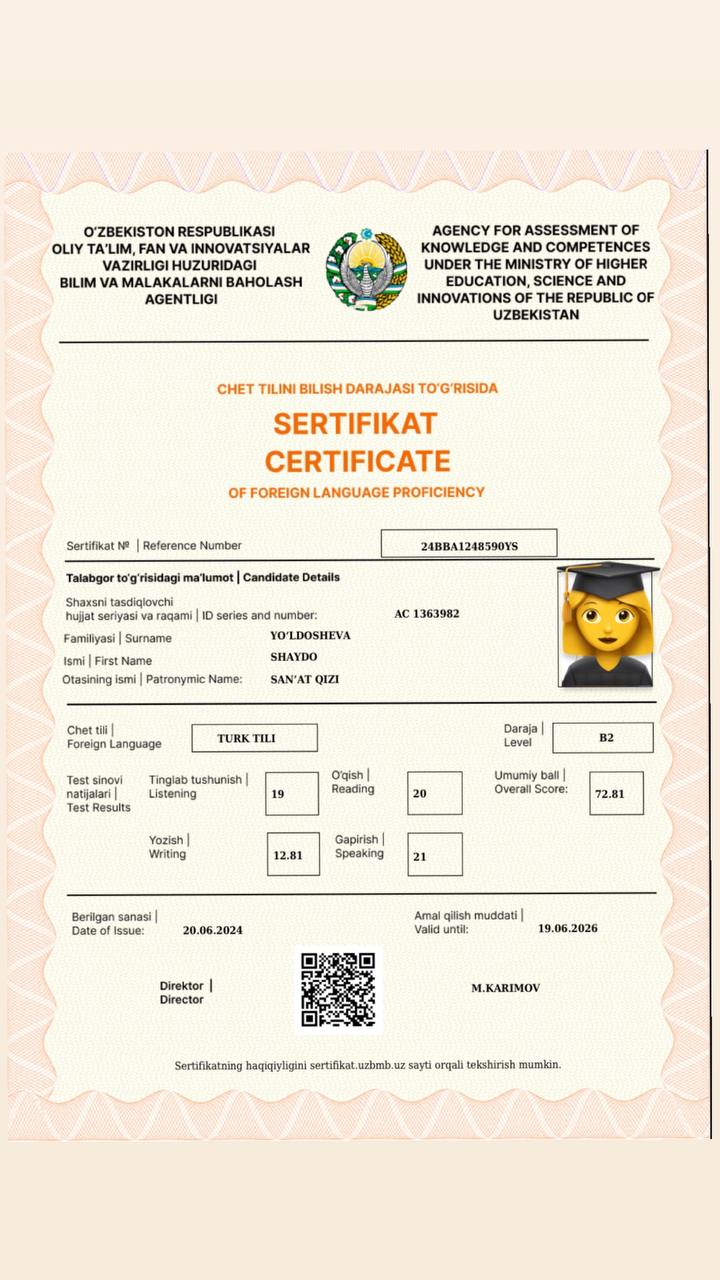 O‘ZBEKISTON RESPUBLIKASI
OLIY TA’LIM, FAN VA INNOVATSIYALAR
VAZIRLIGI HUZURIDAGI
BILIM VA MALAKALARNI BAHOLASH
AGENTLIGI
AGENCY FOR ASSESSMENT OF
KNOWLEDGE AND COMPETENCES
UNDER THE MINISTRY OF HIGHER
EDUCATION, SCIENCE AND
INNOVATIONS OF THE REPUBLIC OF
UZBEKISTAN
CHET TILINI BILISH DARAJASI TO‘G‘RISIDA
SERTIFIKAT
CERTIFICATE
OF FOREIGN LANGUAGE PROFICIENCY
Sertifikat № | Reference Number 24BBA1248590YS
Talabgor to‘g‘risidagi ma’lumot | Candidate Details
Shaxsni tasdiqlovchi
hujjat seriyasi va raqami | ID series and number: AC 1363982
Familiyasi | Surname YO‘LDOSHEVA
Ismi | First Name SHAYDO
Otasining ismi | Patronymic Name: SAN’AT QIZI
Chet tili |
Foreign Language
TURK TILI
Daraja |
Level
B2
Test sinovi
natijalari |
Test Results
Tinglab tushunish |
Listening
19
O‘qish |
Reading
20
Umumiy ball |
Overall Score:
72.81
Yozish |
Writing
12.81
Gapirish |
Speaking
21
Berilgan sanasi |
Date of Issue: 20.06.2024
Amal qilish muddati |
Valid until: 19.06.2026
Direktor |
Director
M.KARIMOV
Sertifikatning haqiqiyligini sertifikat.uzbmb.uz sayti orqali tekshirish mumkin.